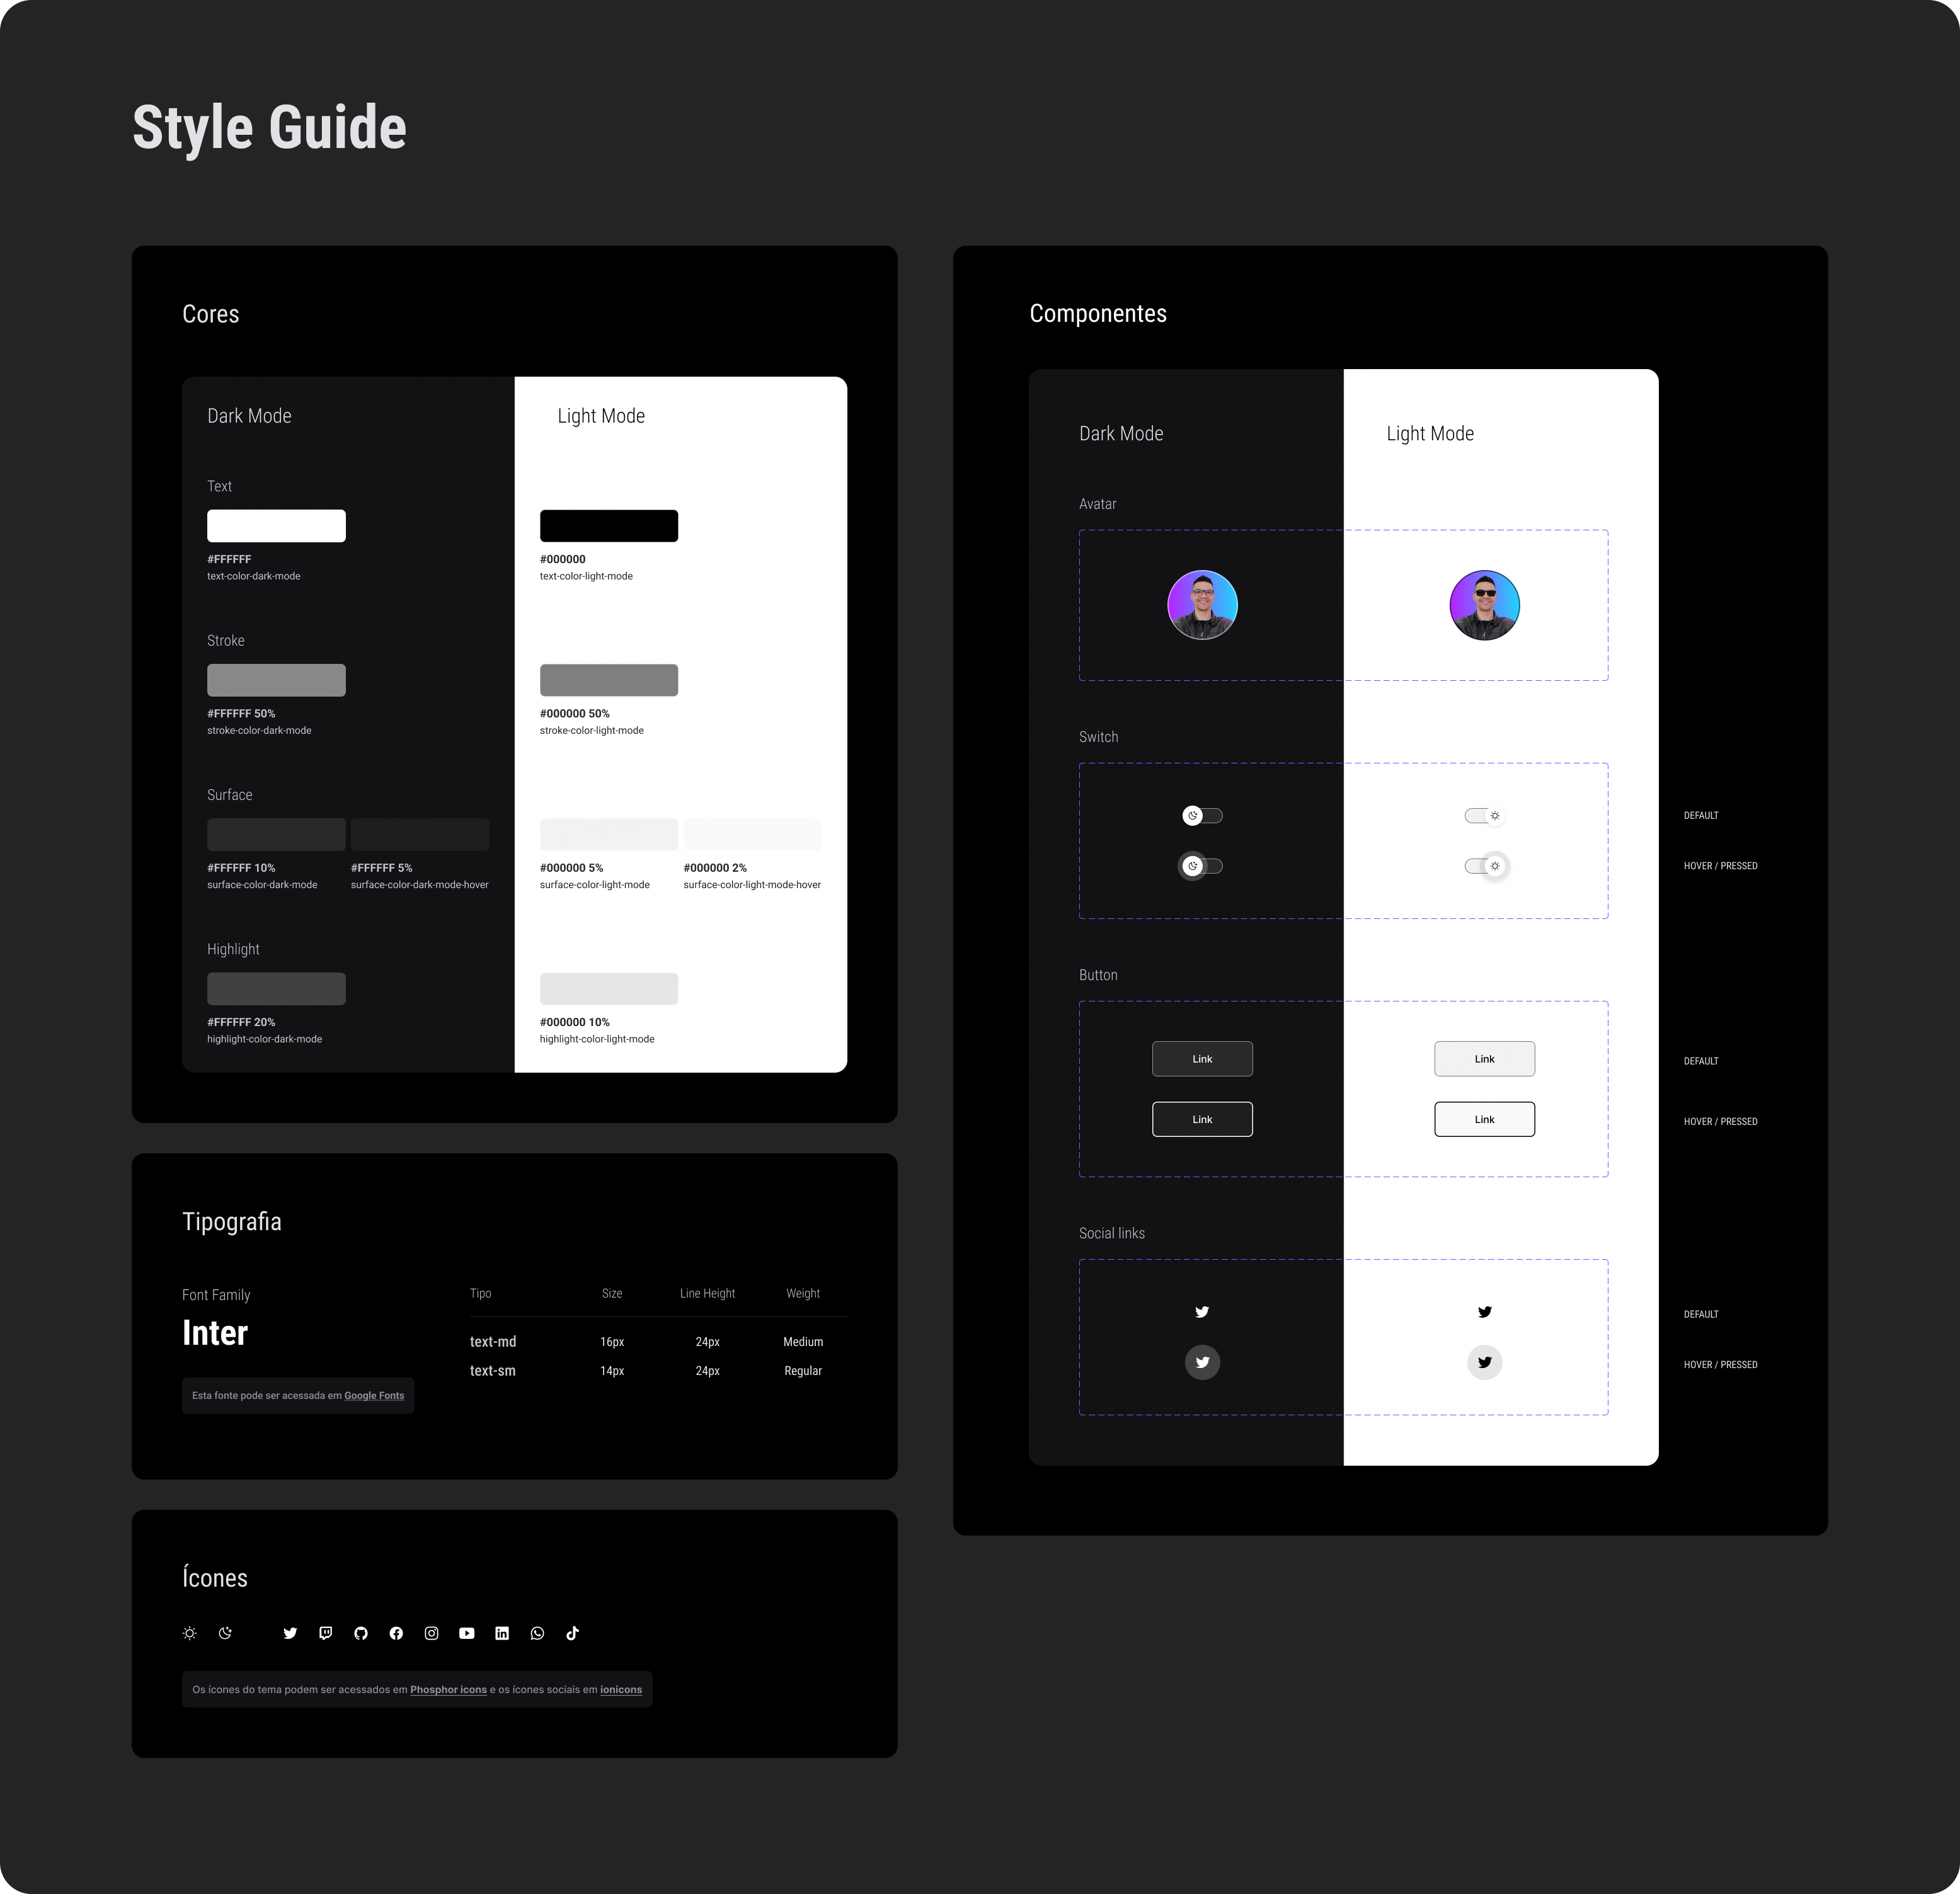 Style Guide
Cores
Dark Mode
Light Mode
Text
#FFFFFF
text-color-dark-mode
#000000
text-color-light-mode
Stroke
#FFFFFF 50%
stroke-color-dark-mode
#000000 50%
stroke-color-light-mode
Surface
#FFFFFF 10%
surface-color-dark-mode
#FFFFFF 5%
surface-color-dark-mode-hover
#000000 5%
surface-color-light-mode
#000000 2%
surface-color-light-mode-hover
Highlight
#FFFFFF 20%
highlight-color-dark-mode
#000000 10%
highlight-color-light-mode
Tipografia
Font Family
Inter
Esta fonte pode ser acessada em Google Fonts
Tipo Size Line Height Weight
text-md 16px 24px Medium
text-sm 14px 24px Regular
Ícones
Os ícones do tema podem ser acessados em Phosphor icons e os ícones sociais em ionicons
Componentes
Dark Mode
Light Mode
Avatar
Switch
DEFAULT
HOVER / PRESSED
Button
Link
Link
DEFAULT
Link
Link
HOVER / PRESSED
Social links
DEFAULT
HOVER / PRESSED